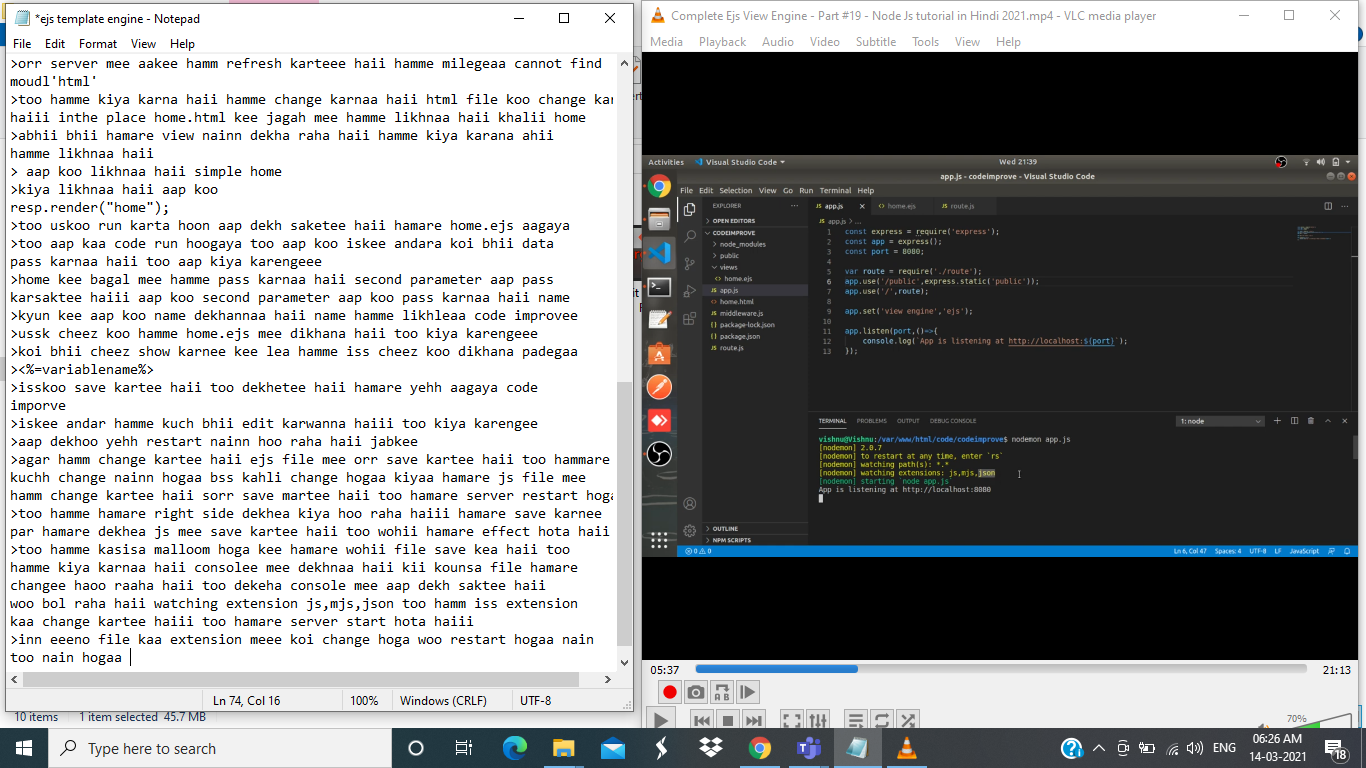 *ejs template engine - Notepad
File Edit Format View Help
>orr server mee aakee hamm refresh karteee haii hamme milegeaa cannot find
moudl'html'
>too hamme kiya karna haii hamme change karnaa haii html file koo change kar
haiii inthe place home.html kee jagah mee hamme likhnaa haii khalii home
>abhii bhii hamare view nainn dekha raha haii hamme kiya karana ahii
hamme likhnaa haii
> aap koo likhnaa haii simple home
>kiya likhnaa haii aap koo
resp.render("home");
>too uskoo run karta hoon aap dekh saketee haii hamare home.ejs aagaya
>too aap kaa code run hoogaya too aap koo iskee andara koi bhii data
pass karnaa haii too aap kiya karengeee
>home kee bagal mee hamme pass karnaa haii second parameter aap pass
karsaktee haiii aap koo second parameter aap koo pass karnaa haii name
>kyun kee aap koo name dekhannaa haii name hamme likhleaa code improvee
>ussk cheez koo hamme home.ejs mee dikhana haii too kiya karengeee
>koi bhii cheez show karnee kee lea hamme iss cheez koo dikhana padegaa
><%=variablename%>
>isskoo save kartee haii too dekhetee haii hamare yehh aagaya code
imporve
>iskee andar hamme kuch bhii edit karwanna haiii too kiya karengee
>aap dekhoo yehh restart nainn hoo raha haii jabkee
>agar hamm change kartee haii ejs file mee orr save kartee haii too hammare
kuchh change nainn hogaa bss kahli change hogaa kiyaa hamare js file mee
hamm change kartee haii sorr save martee haii too hamare server restart hoga
>too hamme hamare right side dekhea kiya hoo raha haiii hamare save karnee
par hamare dekhea js mee save kartee haii too wohii hamare effect hota haii
>too hamme kasisa malloom hoga kee hamare wohii file save kea haii too
hamme kiya karnaa haii consolee mee dekhnaa haii kii kounsa file hamare
changee haoo raaha haii too dekeha console mee aap dekh saktee haii
woo bol raha haii watching extension js,mjs,json too hamm iss extension
kaa change kartee haiii too hamare server start hota haiii
>inn eeeno file kaa extension meee koi change hoga woo restart hogaa nain
too nain hogaa
Ln 74, Col 16 100% Windows (CRLF) UTF-8
10 items 1 item selected 45.7 MB
Complete Ejs View Engine - Part #19 - Node Js tutorial in Hindi 2021.mp4 - VLC media player
Media Playback Audio Video Subtitle Tools View Help
Activities Visual Studio Code Wed 21:39
app.js - codeimprove - Visual Studio Code
File Edit Selection View Go Run Terminal Help
EXPLORER
OPEN EDITORS
CODEIMPROVE
node_modules
public
views
home.ejs
app.js
home.html
middleware.js
package-lock.json
package.json
route.js
OUTLINE
NPM SCRIPTS
app.js home.ejs route.js
app.js > ...
1 const express = require('express');
2 const app = express();
3 const port = 8080;
4
5 var route = require('./route');
6 app.use('/public',express.static('public'));
7 app.use('/',route);
8
9 app.set('view engine','ejs');
10
11 app.listen(port,()=>{
12 console.log(`App is listening at http://localhost:${port}`);
13 });
TERMINAL PROBLEMS OUTPUT DEBUG CONSOLE 1: node
vishnu@Vishnu:/var/www/html/code/codeimprove$ nodemon app.js
[nodemon] 2.0.7
[nodemon] to restart at any time, enter `rs`
[nodemon] watching path(s): *.*
[nodemon] watching extensions: js,mjs,json
[nodemon] starting `node app.js`
App is listening at http://localhost:8080
0 0 Ln 6, Col 47 Spaces: 4 UTF-8 LF JavaScript
05:37 21:13
A B
70%
Type here to search
ENG
06:26 AM
14-03-2021
18